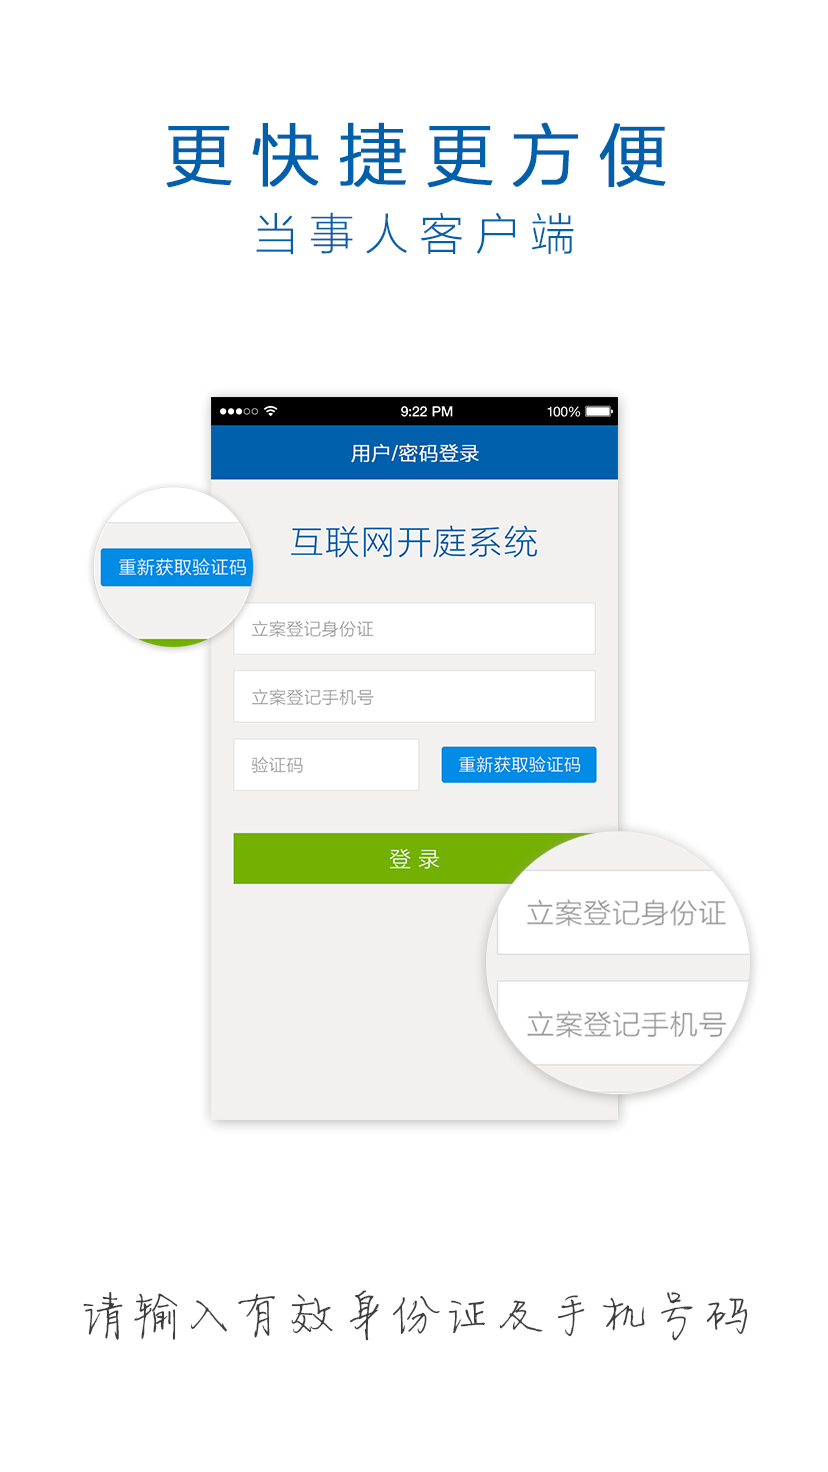 更快捷更方便
当事人客户端
9:22 PM 100%
用户/密码登录
互联网开庭系统
重新获取验证码
立案登记身份证
立案登记手机号
验证码 重新获取验证码
登录
立案登记身份证
立案登记手机号
请输入有效身份证及手机号码